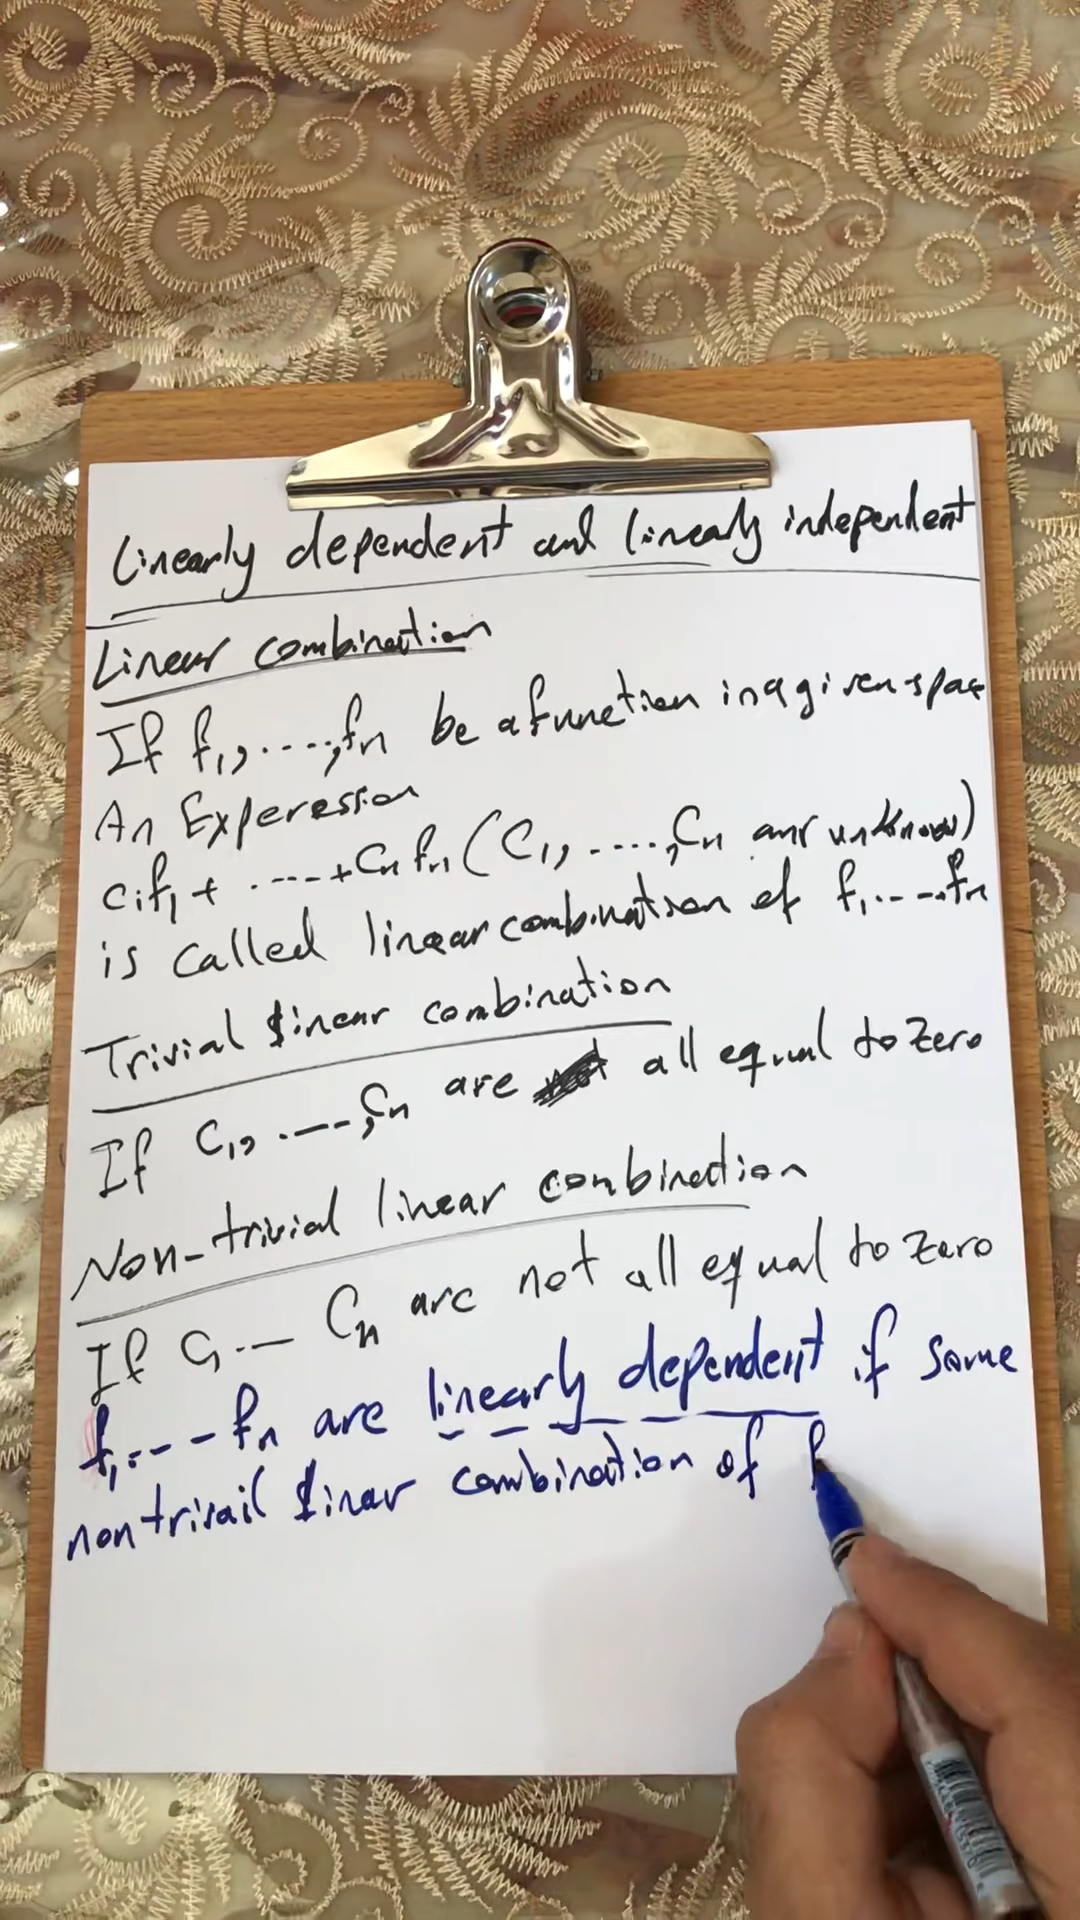 Linearly dependent and linearly independent
Linear combination
If f₁, ....., fₙ be a function in a given space
An Experession
c₁f₁ + ..... + Cₙfₙ (C₁, ....., Cₙ are unknown)
is called linear combination of f₁.....fₙ
Trivial linear combination
If C₁, ....., Cₙ are all equal to Zero
Non-trivial linear combination
If C₁.... Cₙ are not all equal to Zero
f₁.... fₙ are linearly dependent if some
nontrivail linar combination of f